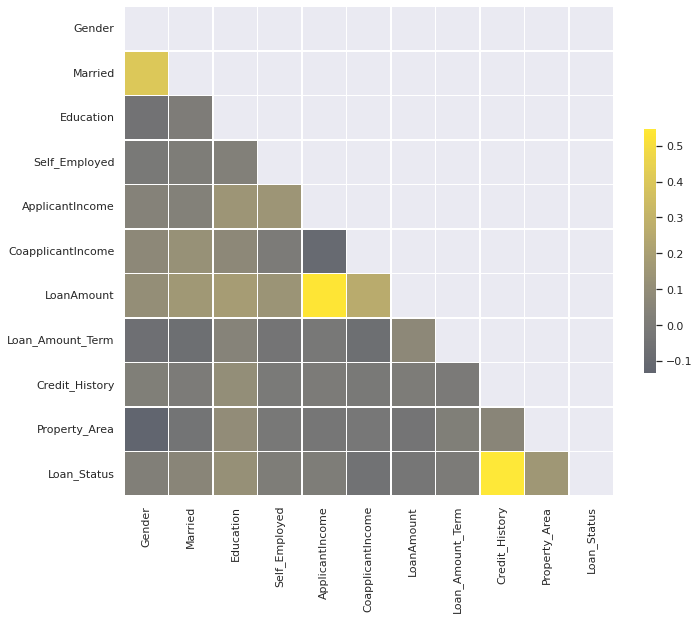 Gender
Married
Education
Self_Employed
ApplicantIncome
CoapplicantIncome
LoanAmount
Loan_Amount_Term
Credit_History
Property_Area
Loan_Status
Gender
Married
Education
Self_Employed
ApplicantIncome
CoapplicantIncome
LoanAmount
Loan_Amount_Term
Credit_History
Property_Area
Loan_Status
0.5
0.4
0.3
0.2
0.1
0.0
−0.1